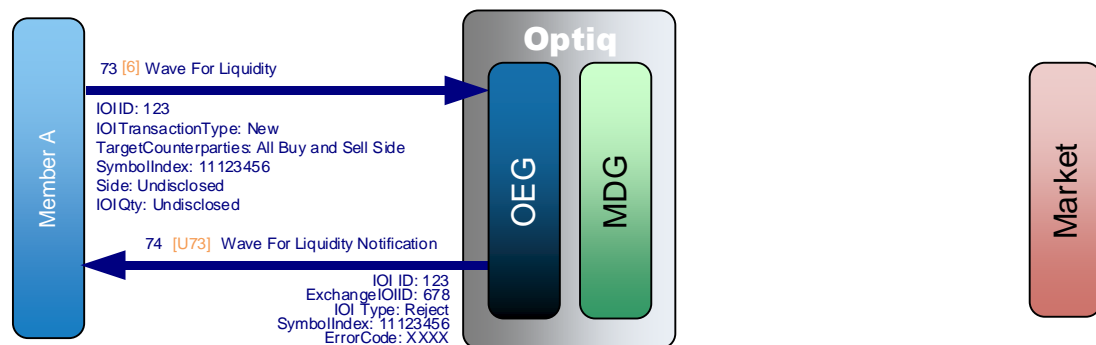 Optiq
73 [6] Wave For Liquidity
IOIID: 123
IOITransactionType: New
TargetCounterparties: All Buy and Sell Side
SymbolIndex: 11123456
Side: Undisclosed
IOIQty: Undisclosed
Member A
OEG
MDG
Market
74 [U73] Wave For Liquidity Notification
IOI ID: 123
ExchangeIOIID: 678
IOI Type: Reject
SymbolIndex: 11123456
ErrorCode: XXXX